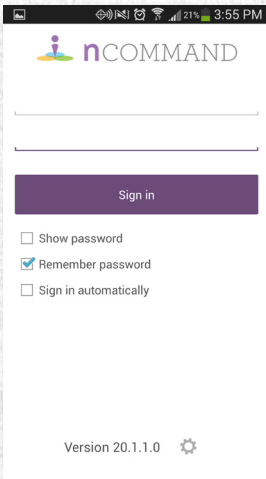 21% 3:55 PM
nCOMMAND
Sign in
Show password
Remember password
Sign in automatically
Version 20.1.1.0